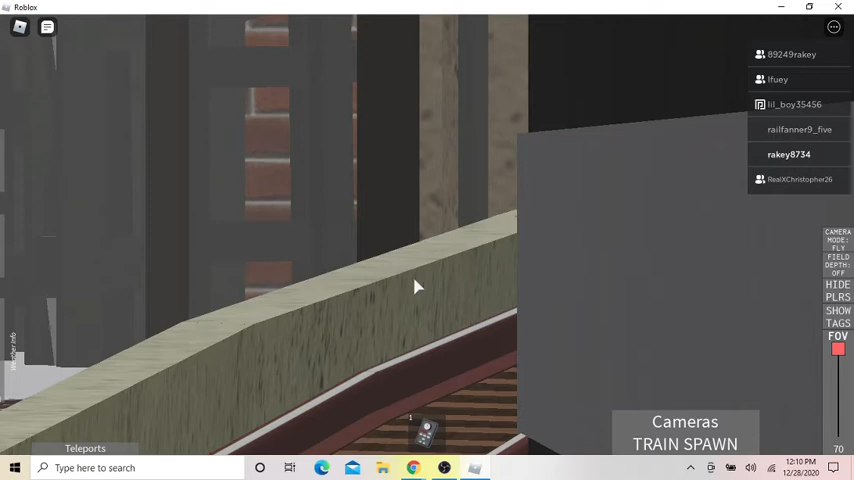 Roblox
89249rakey
lfuey
lil_boy35456
railfanner9_five
rakey8734
RealXChristopher26
CAMERA
MODE:
FLY
FIELD
DEPTH:
OFF
HIDE
PLRS
SHOW
TAGS
FOV
70
1
Cameras
TRAIN SPAWN
Teleports
Type here to search
12:10 PM
12/28/2020